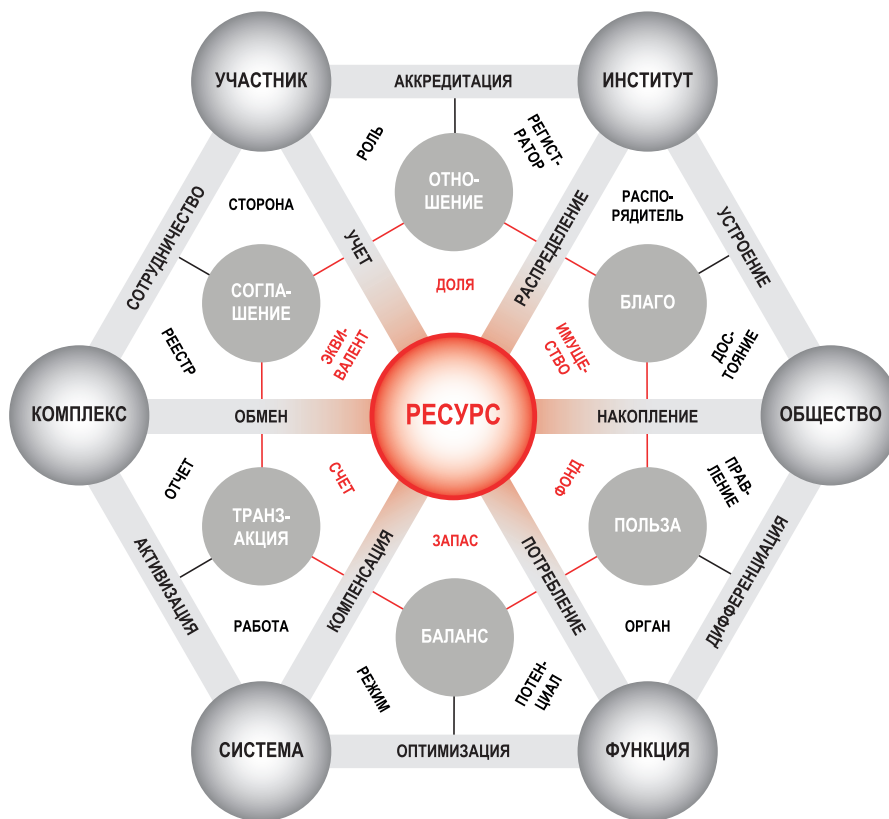 УЧАСТНИК
АККРЕДИТАЦИЯ
ИНСТИТУТ
РОЛЬ
РЕГИСТ-
РАТОР
ОТНО-
ШЕНИЕ
СТОРОНА
РАСПО-
РЯДИТЕЛЬ
СОТРУДНИЧЕСТВО
УЧЕТ
РАСПРЕДЕЛЕНИЕ
УСТРОЕНИЕ
СОГЛА-
ШЕНИЕ
ДОЛЯ
БЛАГО
РЕЕСТР
ЭКВИ-
ВАЛЕНТ
ИМУЩЕ-
СТВО
ДОС-
ТОЯНИЕ
КОМПЛЕКС
ОБМЕН
РЕСУРС
НАКОПЛЕНИЕ
ОБЩЕСТВО
ОТЧЕТ
СЧЕТ
ФОНД
ПРАВ-
ЛЕНИЕ
ТРАНЗ-
АКЦИЯ
ЗАПАС
ПОЛЬЗА
АКТИВИЗАЦИЯ
КОМПЕНСАЦИЯ
ПОТРЕБЛЕНИЕ
ДИФФЕРЕНЦИАЦИЯ
РАБОТА
БАЛАНС
ОРГАН
РЕЖИМ
ПОТЕН-
ЦИАЛ
СИСТЕМА
ОПТИМИЗАЦИЯ
ФУНКЦИЯ